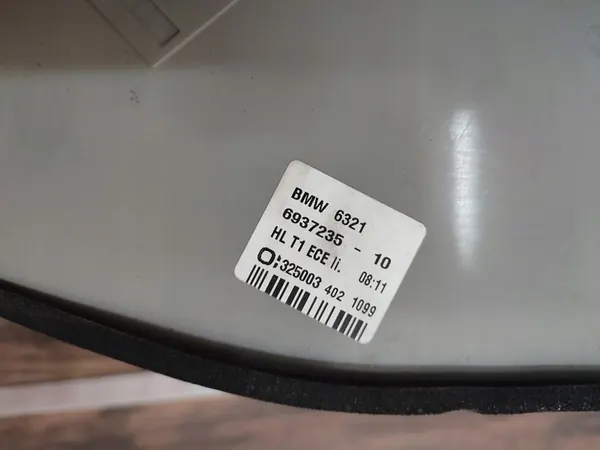 BMW 6321
6937235 - 10
HL T1 ECE li. 08:11
325003 402 1099